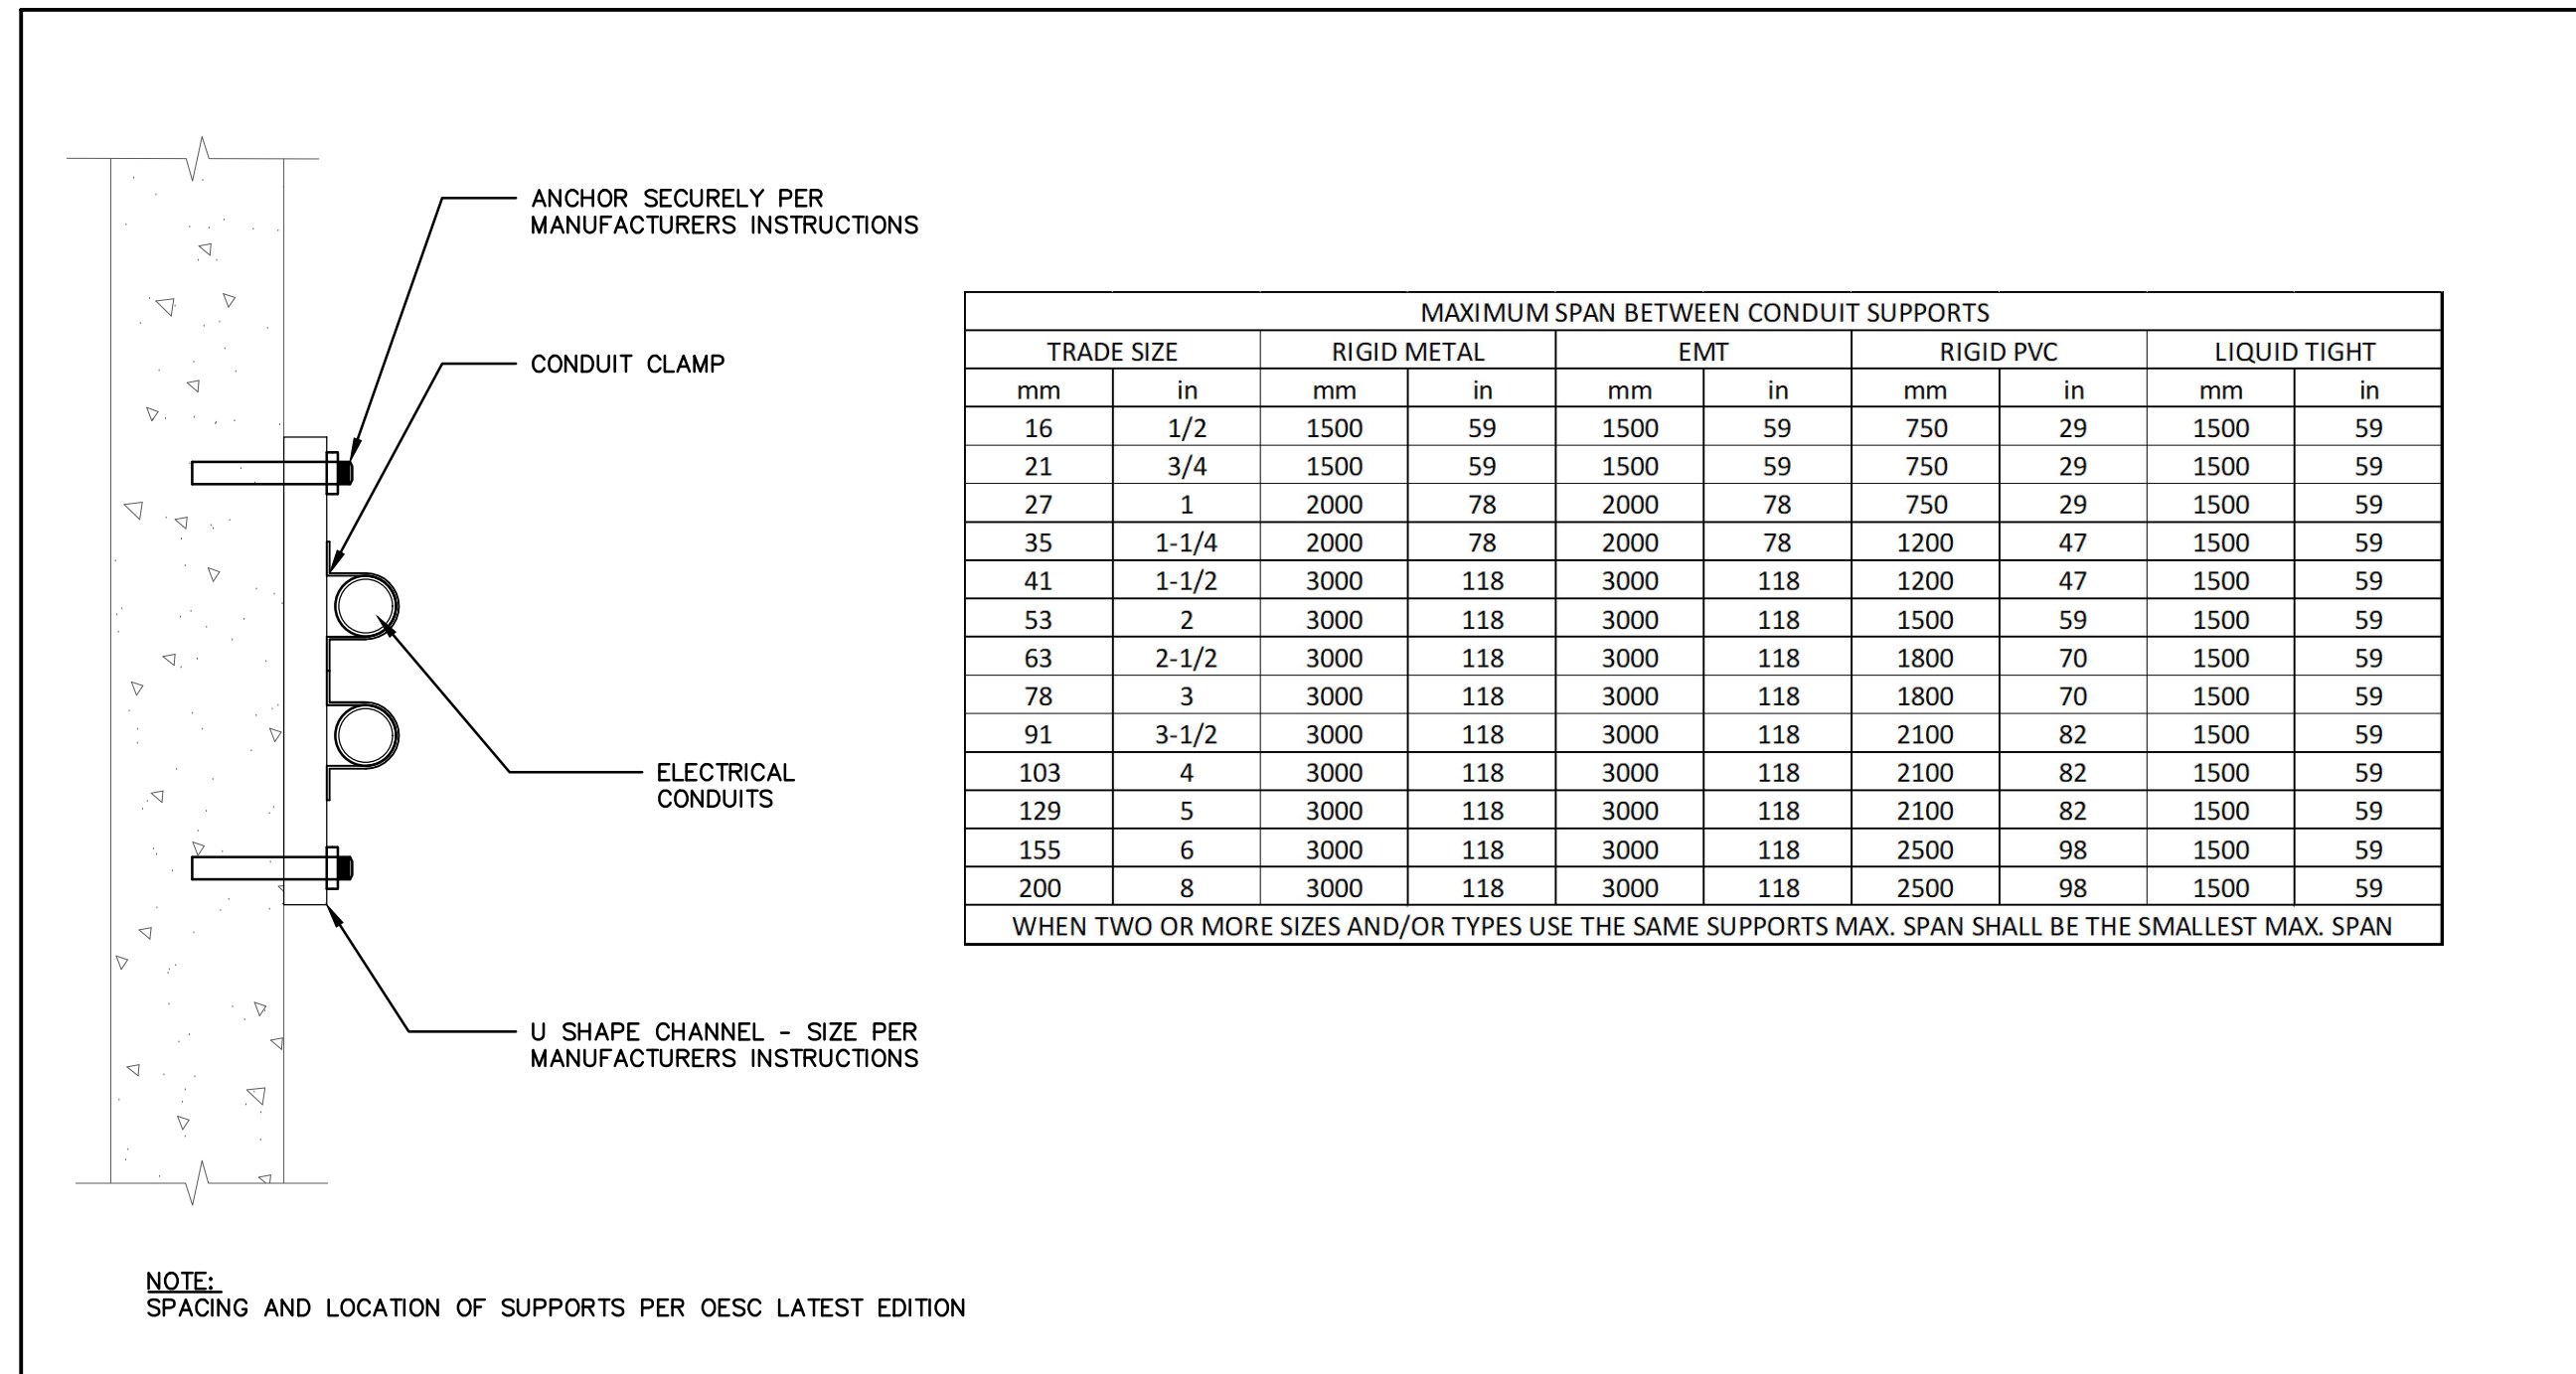 ANCHOR SECURELY PER
MANUFACTURERS INSTRUCTIONS
CONDUIT CLAMP
ELECTRICAL
CONDUITS
U SHAPE CHANNEL - SIZE PER
MANUFACTURERS INSTRUCTIONS
MAXIMUM SPAN BETWEEN CONDUIT SUPPORTS
TRADE SIZE RIGID METAL EMT RIGID PVC LIQUID TIGHT
mm in mm in mm in mm in mm in
16 1/2 1500 59 1500 59 750 29 1500 59
21 3/4 1500 59 1500 59 750 29 1500 59
27 1 2000 78 2000 78 750 29 1500 59
35 1-1/4 2000 78 2000 78 1200 47 1500 59
41 1-1/2 3000 118 3000 118 1200 47 1500 59
53 2 3000 118 3000 118 1500 59 1500 59
63 2-1/2 3000 118 3000 118 1800 70 1500 59
78 3 3000 118 3000 118 1800 70 1500 59
91 3-1/2 3000 118 3000 118 2100 82 1500 59
103 4 3000 118 3000 118 2100 82 1500 59
129 5 3000 118 3000 118 2100 82 1500 59
155 6 3000 118 3000 118 2500 98 1500 59
200 8 3000 118 3000 118 2500 98 1500 59
WHEN TWO OR MORE SIZES AND/OR TYPES USE THE SAME SUPPORTS MAX. SPAN SHALL BE THE SMALLEST MAX. SPAN
NOTE:
SPACING AND LOCATION OF SUPPORTS PER OESC LATEST EDITION